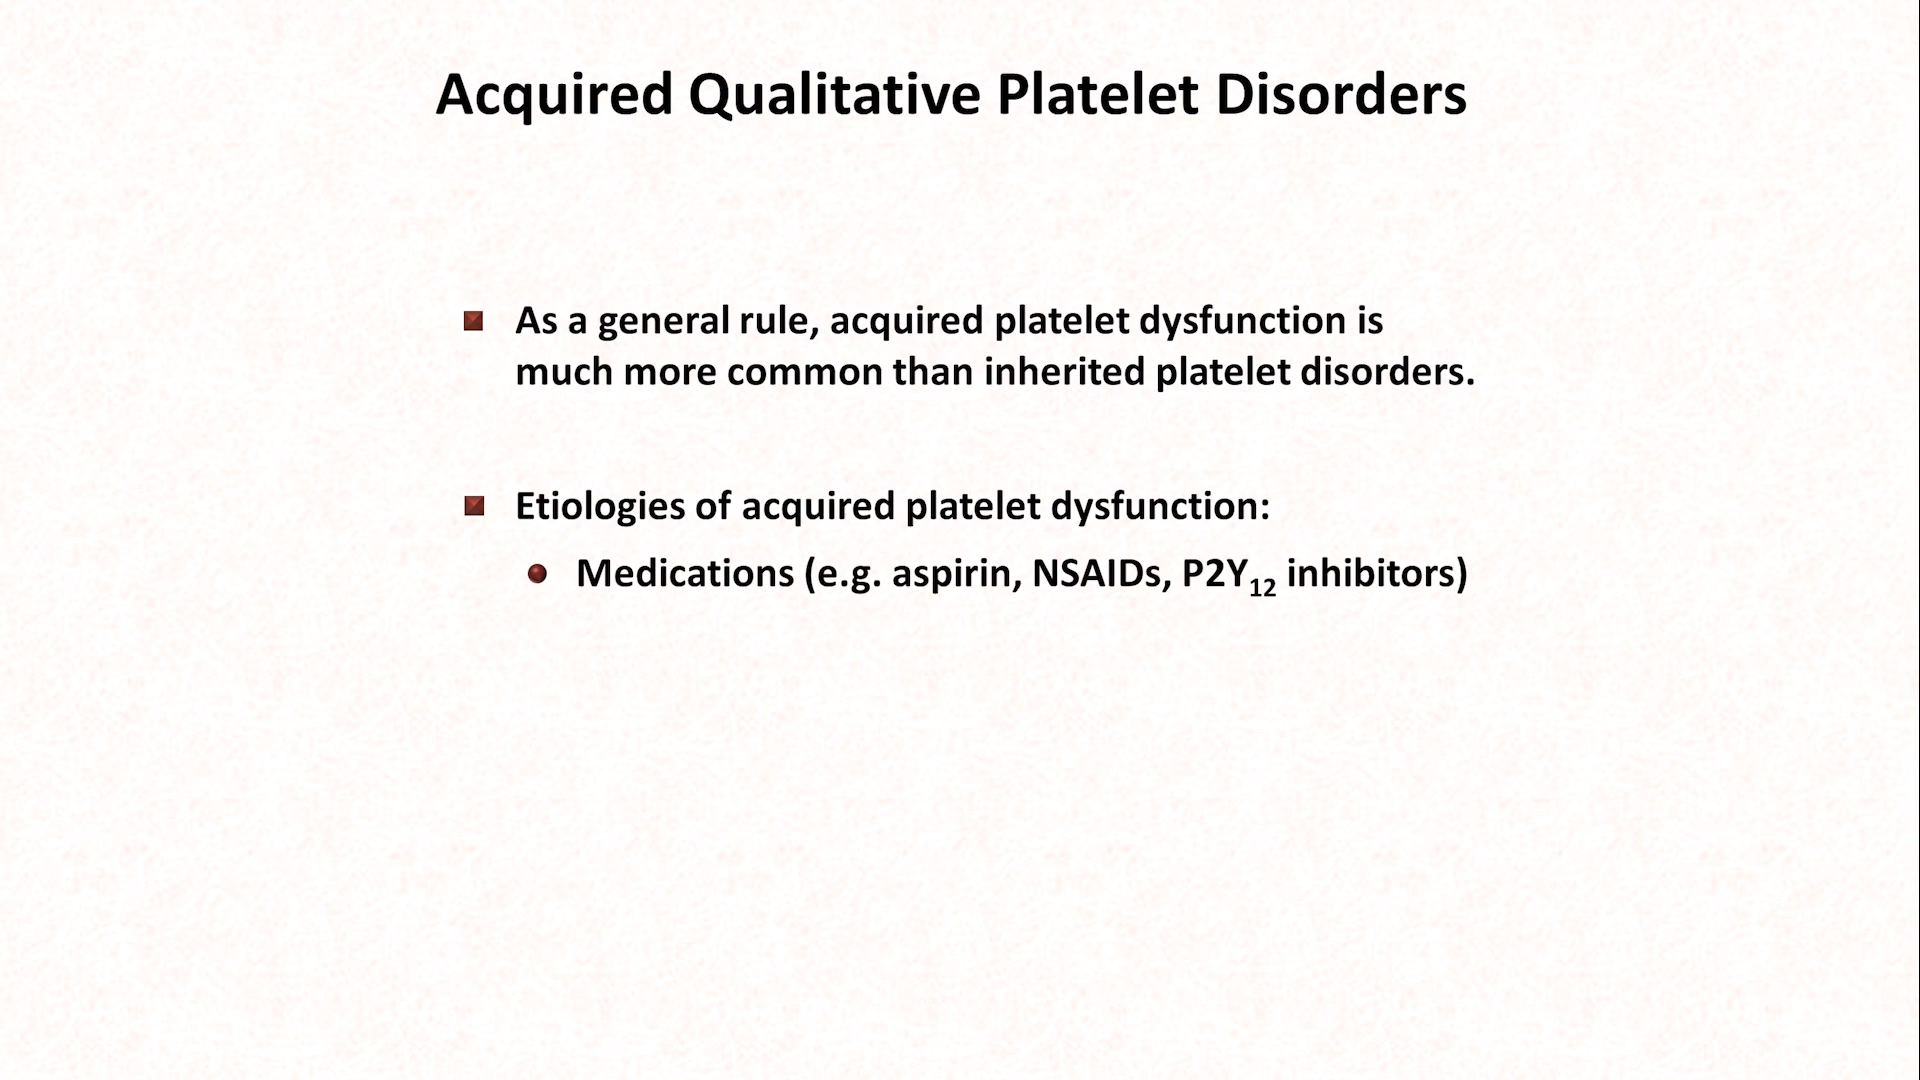 Acquired Qualitative Platelet Disorders
As a general rule, acquired platelet dysfunction is
much more common than inherited platelet disorders.
Etiologies of acquired platelet dysfunction:
Medications (e.g. aspirin, NSAIDs, P2Y₁₂ inhibitors)